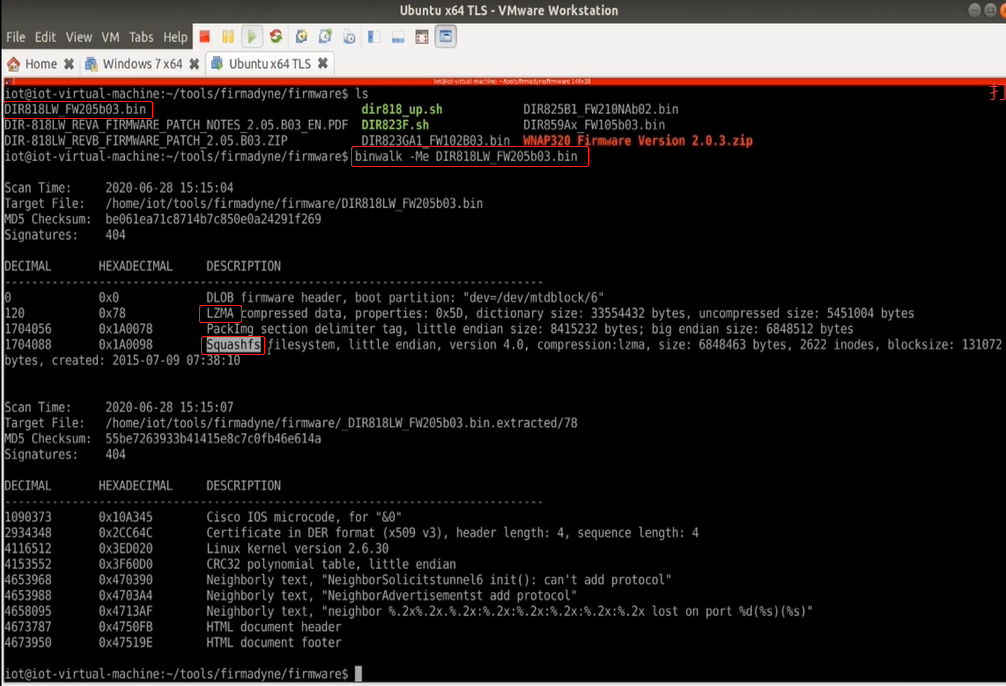 Ubuntu x64 TLS - VMware Workstation
File Edit View VM Tabs Help
Home Windows 7 x64 Ubuntu x64 TLS
iot@iot-virtual-machine: ~/tools/firmadyne/firmware 149x38
iot@iot-virtual-machine:~/tools/firmadyne/firmware$ ls
DIR818LW_FW205b03.bin dir818_up.sh DIR825B1_FW210NAb02.bin
DIR-818LW_REVA_FIRMWARE_PATCH_NOTES_2.05.B03_EN.PDF DIR823F.sh DIR859Ax_FW105b03.bin
DIR-818LW_REVB_FIRMWARE_PATCH_2.05.B03.ZIP DIR823GA1_FW102B03.bin WNAP320 Firmware Version 2.0.3.zip
iot@iot-virtual-machine:~/tools/firmadyne/firmware$ binwalk -Me DIR818LW_FW205b03.bin
Scan Time: 2020-06-28 15:15:04
Target File: /home/iot/tools/firmadyne/firmware/DIR818LW_FW205b03.bin
MD5 Checksum: be061ea71c8714b7c850e0a24291f269
Signatures: 404
DECIMAL HEXADECIMAL DESCRIPTION
--------------------------------------------------------------------------------
0 0x0 DLOB firmware header, boot partition: "dev=/dev/mtdblock/6"
120 0x78 LZMA compressed data, properties: 0x5D, dictionary size: 33554432 bytes, uncompressed size: 5451004 bytes
1704056 0x1A0078 PackImg section delimiter tag, little endian size: 8415232 bytes; big endian size: 6848512 bytes
1704088 0x1A0098 Squashfs filesystem, little endian, version 4.0, compression:lzma, size: 6848463 bytes, 2622 inodes, blocksize: 131072
bytes, created: 2015-07-09 07:38:10
Scan Time: 2020-06-28 15:15:07
Target File: /home/iot/tools/firmadyne/firmware/_DIR818LW_FW205b03.bin.extracted/78
MD5 Checksum: 55be7263933b41415e8c7c0fb46e614a
Signatures: 404
DECIMAL HEXADECIMAL DESCRIPTION
--------------------------------------------------------------------------------
1090373 0x10A345 Cisco IOS microcode, for "&0"
2934348 0x2CC64C Certificate in DER format (x509 v3), header length: 4, sequence length: 4
4116512 0x3ED020 Linux kernel version 2.6.30
4153552 0x3F60D0 CRC32 polynomial table, little endian
4653968 0x470390 Neighborly text, "NeighborSolicitstunnel6 init(): can't add protocol"
4653988 0x4703A4 Neighborly text, "NeighborAdvertisementst add protocol"
4658095 0x4713AF Neighborly text, "neighbor %.2x%.2x.%.2x:%.2x:%.2x:%.2x:%.2x:%.2x lost on port %d(%s)(%s)"
4673787 0x4750FB HTML document header
4673950 0x47519E HTML document footer
iot@iot-virtual-machine:~/tools/firmadyne/firmware$